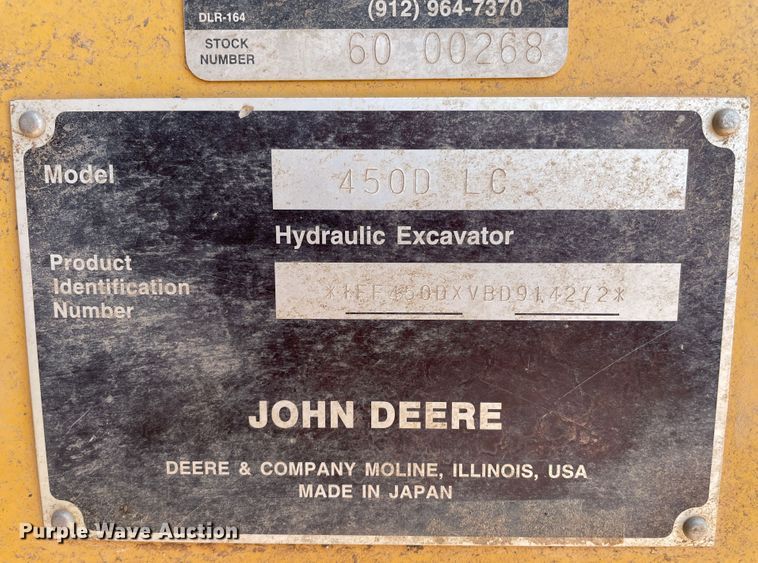 (912) 964-7370
DLR-164
STOCK NUMBER 60 00268
Model 450D LC
Hydraulic Excavator
Product Identification Number *1FF450DXVBD914272*
JOHN DEERE
DEERE & COMPANY MOLINE, ILLINOIS, USA
MADE IN JAPAN
Purple Wave Auction